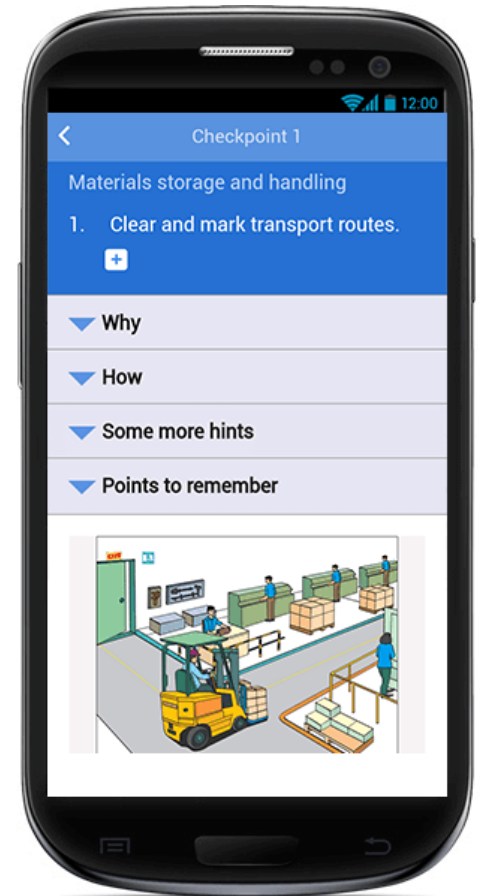 12:00
Checkpoint 1
Materials storage and handling
1. Clear and mark transport routes.
Why
How
Some more hints
Points to remember
EXIT